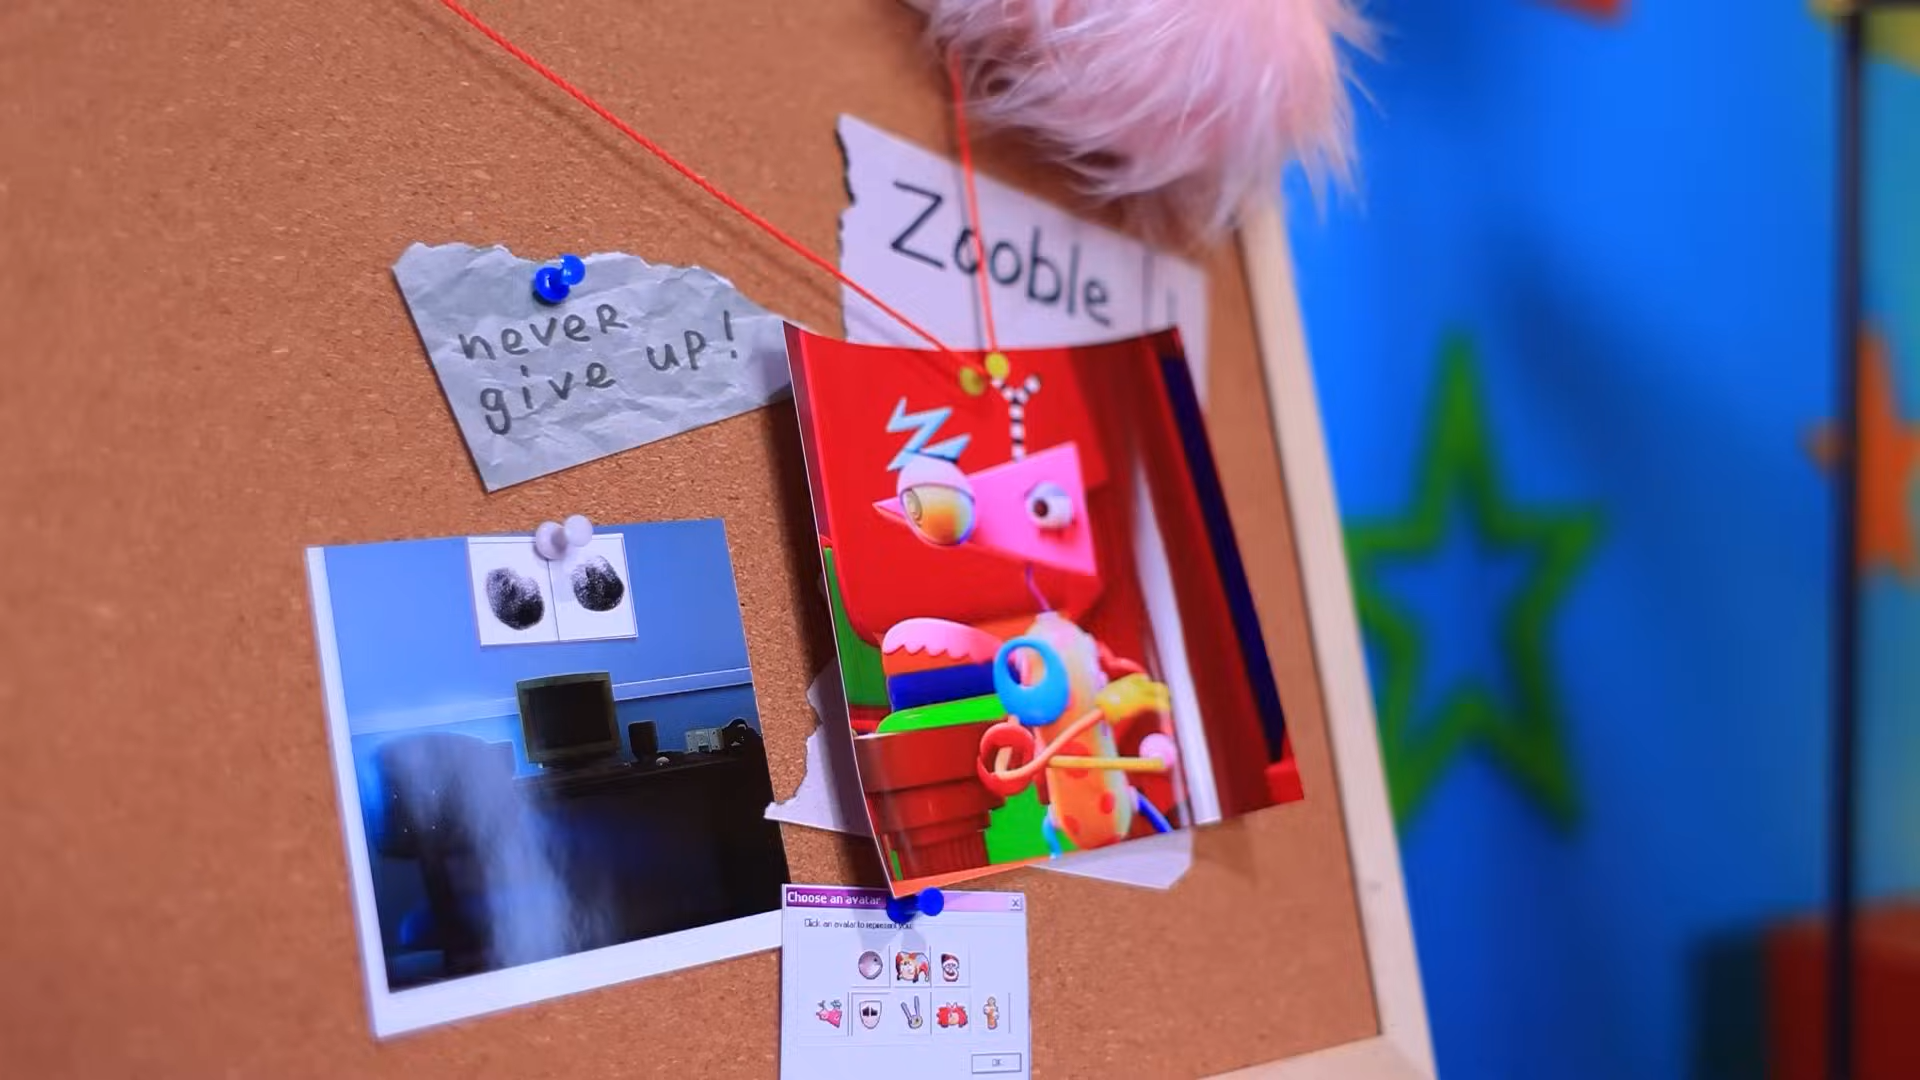 Zooble
never
give up!
Choose an avatar
Click an avatar to represent you.
OK